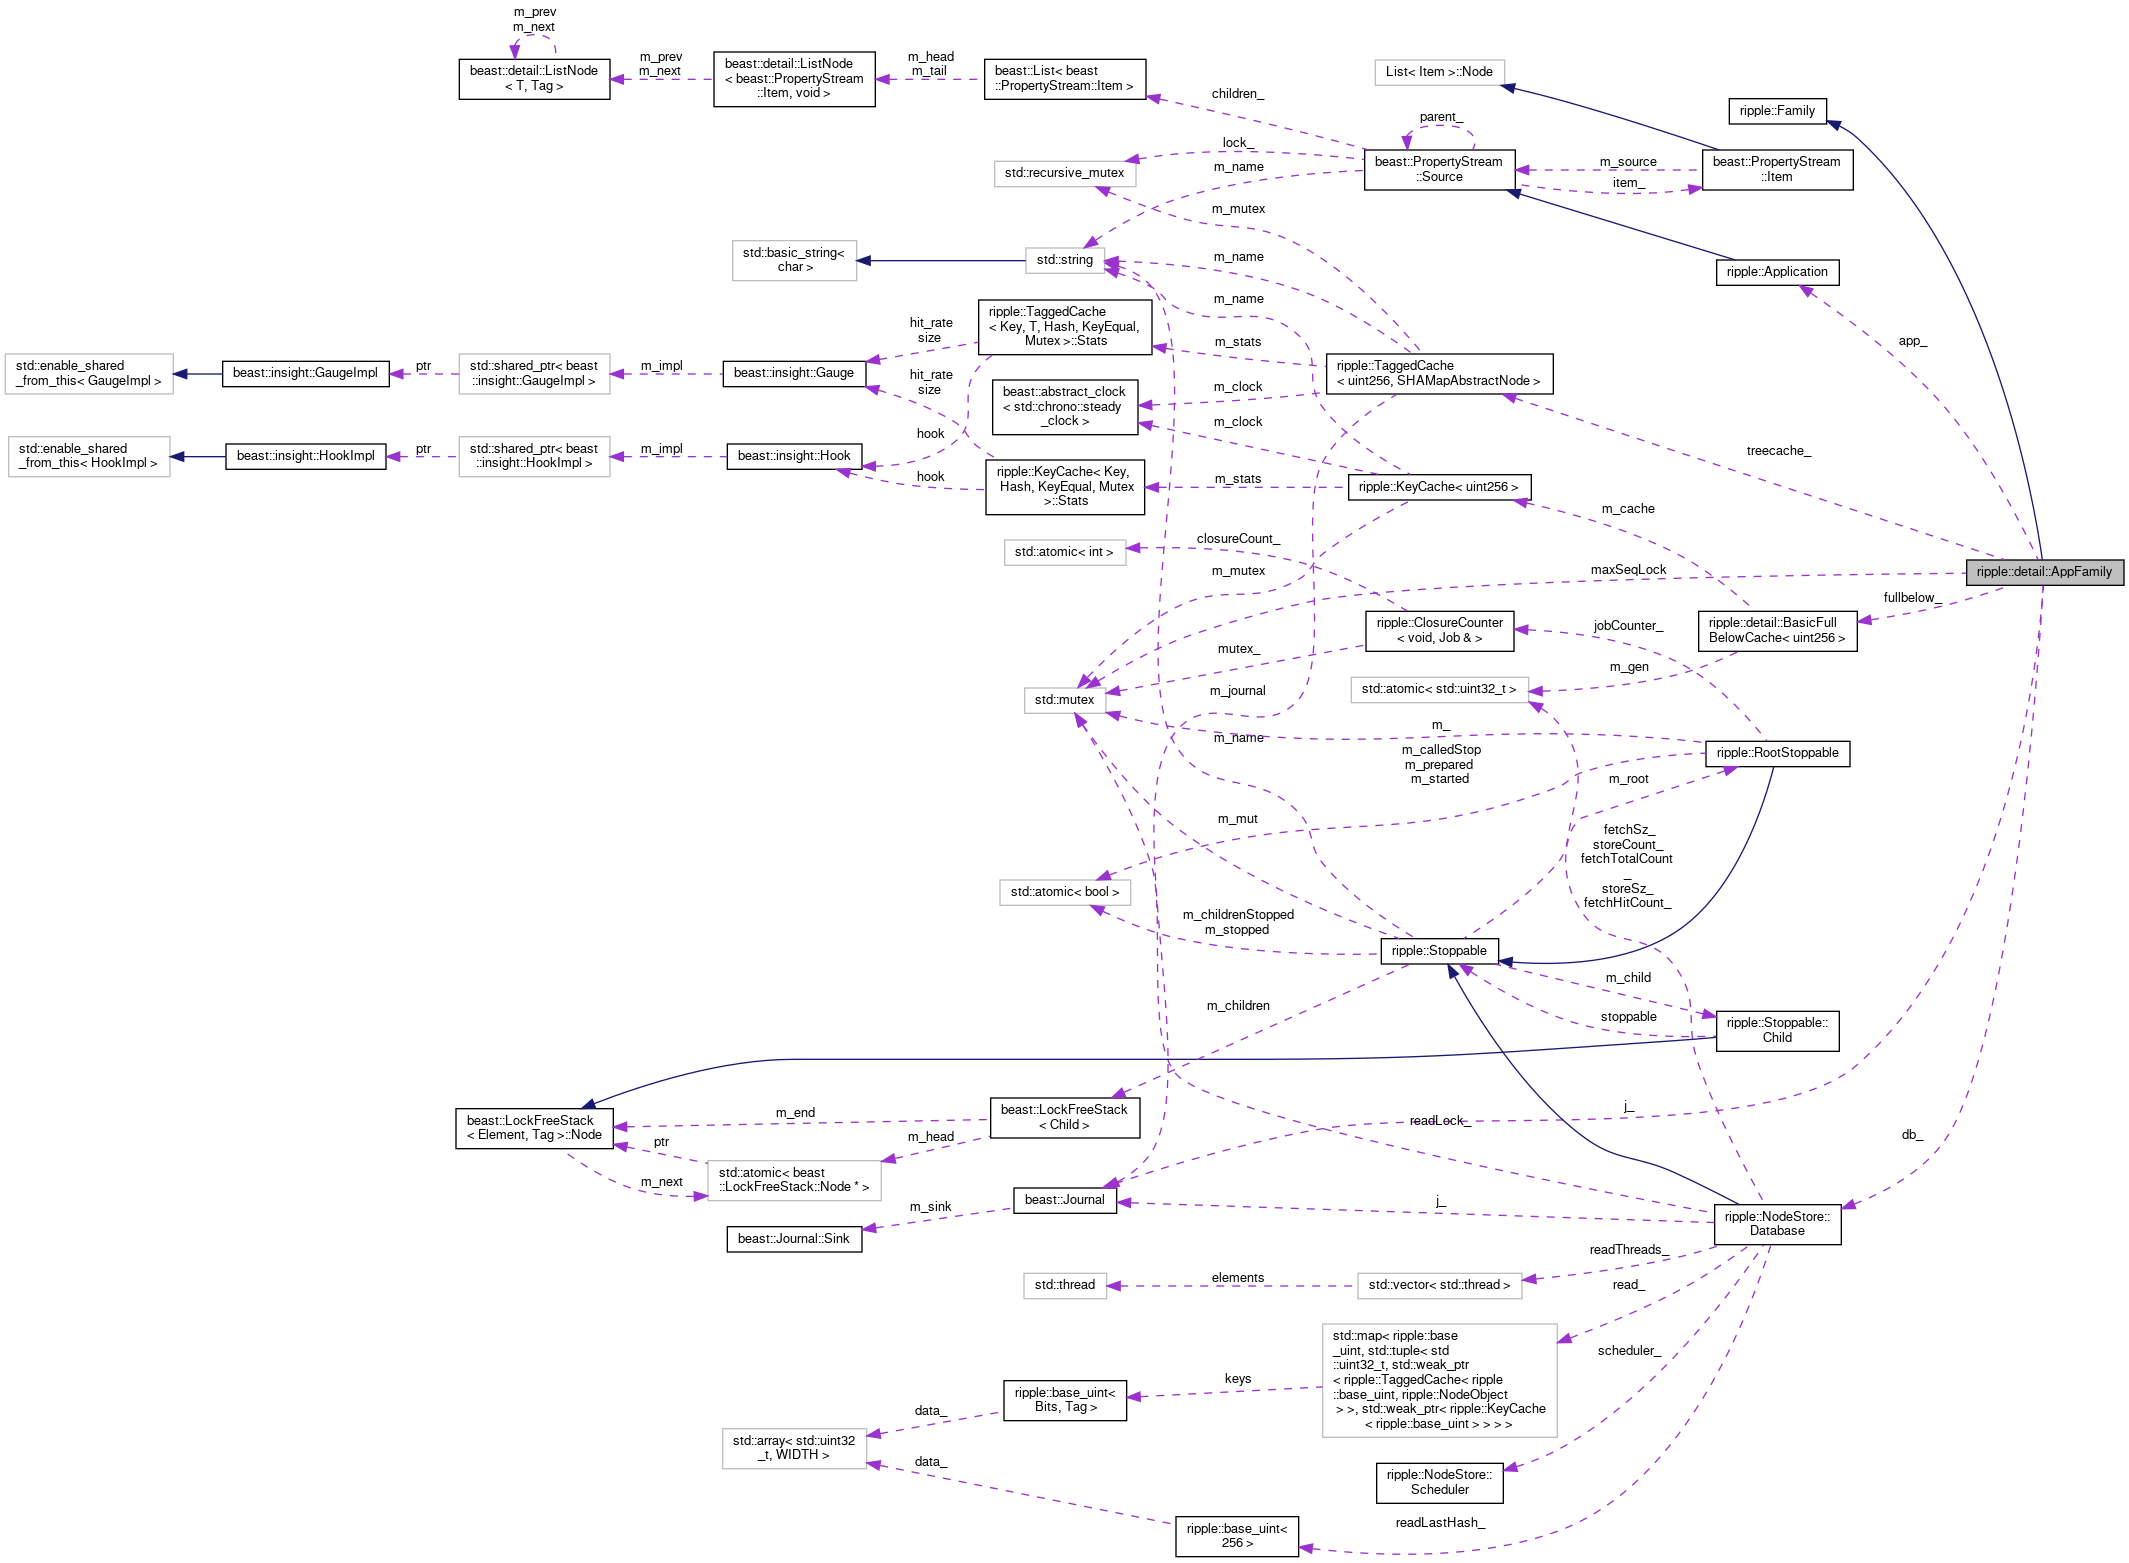 m_prev
m_next
beast::detail::ListNode
< T, Tag >
m_prev
m_next
beast::detail::ListNode
< beast::PropertyStream
::Item, void >
m_head
m_tail
beast::List< beast
::PropertyStream::Item >
children_
List< Item >::Node
ripple::Family
parent_
lock_
std::recursive_mutex
m_name
beast::PropertyStream
::Source
m_source
item_
beast::PropertyStream
::Item
m_mutex
std::basic_string<
char >
std::string
m_name
ripple::Application
m_name
app_
ripple::TaggedCache
< Key, T, Hash, KeyEqual,
Mutex >::Stats
hit_rate
size
m_stats
std::enable_shared
_from_this< GaugeImpl >
beast::insight::GaugeImpl
ptr
std::shared_ptr< beast
::insight::GaugeImpl >
m_impl
beast::insight::Gauge
hit_rate
size
ripple::TaggedCache
< uint256, SHAMapAbstractNode >
m_clock
beast::abstract_clock
< std::chrono::steady
_clock >
m_clock
hook
treecache_
std::enable_shared
_from_this< HookImpl >
beast::insight::HookImpl
ptr
std::shared_ptr< beast
::insight::HookImpl >
m_impl
beast::insight::Hook
hook
ripple::KeyCache< Key,
Hash, KeyEqual, Mutex
>::Stats
m_stats
ripple::KeyCache< uint256 >
m_cache
closureCount_
std::atomic< int >
m_mutex
maxSeqLock
ripple::detail::AppFamily
fullbelow_
ripple::ClosureCounter
< void, Job & >
jobCounter_
ripple::detail::BasicFull
BelowCache< uint256 >
mutex_
m_gen
std::mutex
m_journal
std::atomic< std::uint32_t >
m_
m_name
m_calledStop
m_prepared
m_started
ripple::RootStoppable
m_root
m_mut
fetchSz_
storeCount_
fetchTotalCount
_
storeSz_
fetchHitCount_
std::atomic< bool >
m_childrenStopped
m_stopped
ripple::Stoppable
m_child
m_children
stoppable
ripple::Stoppable::
Child
beast::LockFreeStack
< Element, Tag >::Node
m_end
beast::LockFreeStack
< Child >
m_head
ptr
m_next
std::atomic< beast
::LockFreeStack::Node * >
readLock_
j_
db_
beast::Journal
j_
m_sink
beast::Journal::Sink
ripple::NodeStore::
Database
readThreads_
std::thread
elements
std::vector< std::thread >
read_
std::map< ripple::base
_uint, std::tuple< std
::uint32_t, std::weak_ptr
< ripple::TaggedCache< ripple
::base_uint, ripple::NodeObject
> >, std::weak_ptr< ripple::KeyCache
< ripple::base_uint > > > >
scheduler_
keys
ripple::base_uint<
Bits, Tag >
data_
std::array< std::uint32
_t, WIDTH >
data_
ripple::NodeStore::
Scheduler
ripple::base_uint<
256 >
readLastHash_